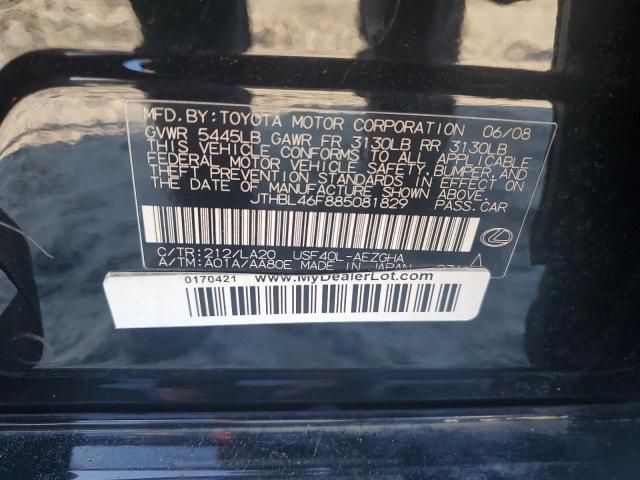 MFD.BY:TOYOTA MOTOR CORPORATION 06/08
GVWR 5445LB GAWR FR 3130LB RR 3130LB
THIS VEHICLE CONFORMS TO ALL APPLICABLE
FEDERAL MOTOR VEHICLE SAFETY,BUMPER,AND
THEFT PREVENTION STANDARDS IN EFFECT ON
THE DATE OF MANUFACTURE SHOWN ABOVE.
JTHBL46F885081829 PASS.CAR
C/TR:212/LA20 USF40L-AEZGHA
A/TM:A01A/AA80E MADE IN JAPAN
0170421 www.MyDealerLot.com